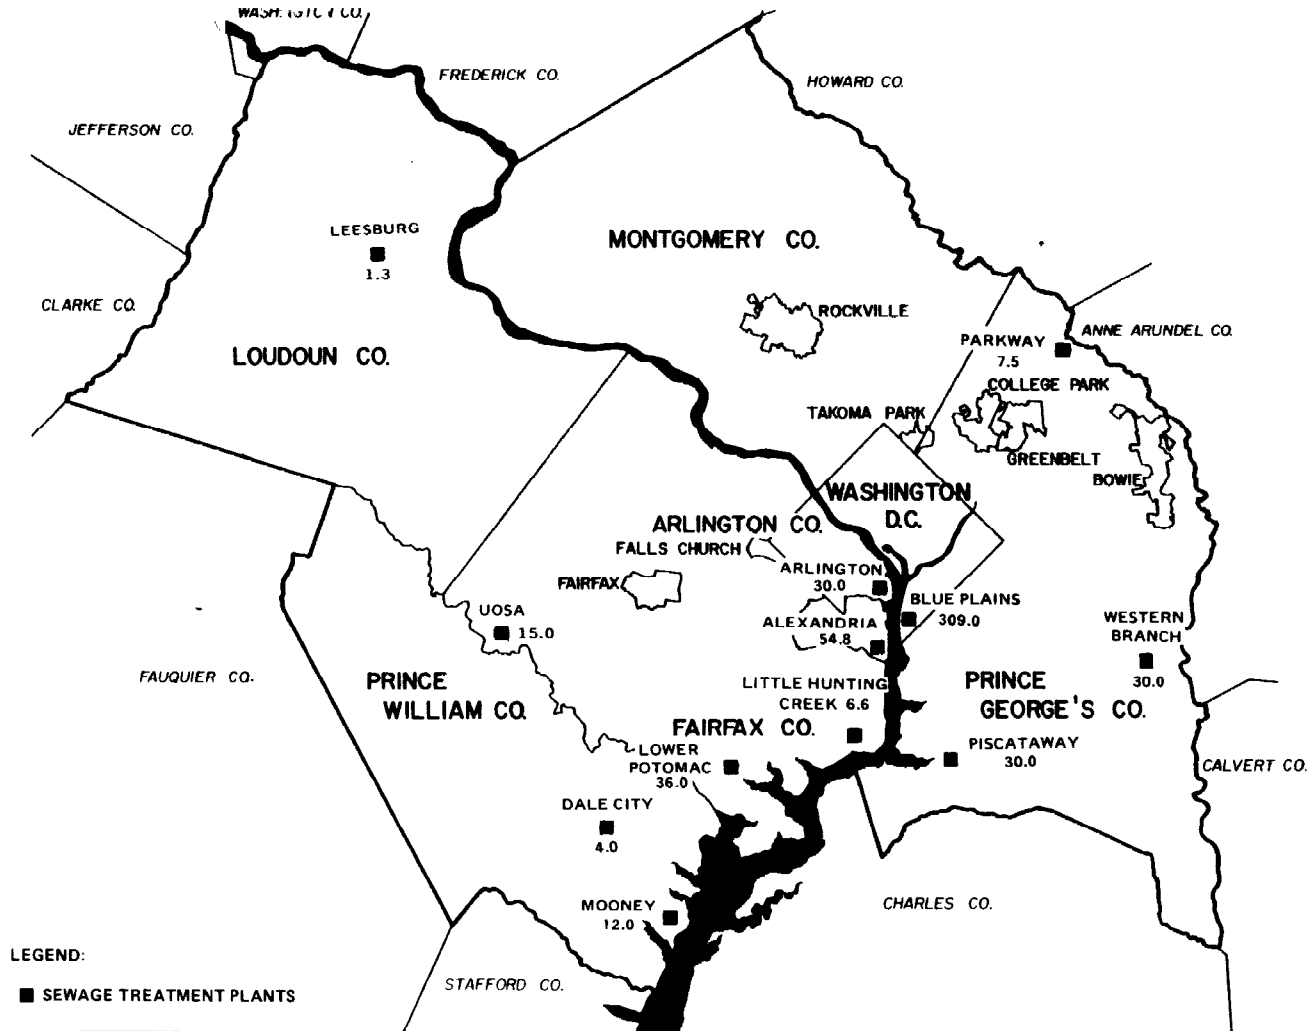 WASHINGTON CO.
FREDERICK CO.
HOWARD CO.
JEFFERSON CO.
LEESBURG
1.3
MONTGOMERY CO.
CLARKE CO.
ROCKVILLE
ANNE ARUNDEL CO.
PARKWAY
7.5
LOUDOUN CO.
COLLEGE PARK
TAKOMA PARK
GREENBELT
BOWIE
WASHINGTON
D.C.
ARLINGTON CO.
FALLS CHURCH
ARLINGTON
30.0
FAIRFAX
BLUE PLAINS
309.0
UOSA
15.0
ALEXANDRIA
54.8
WESTERN
BRANCH
30.0
FAUQUIER CO.
PRINCE
WILLIAM CO.
LITTLE HUNTING
CREEK 6.6
PRINCE
GEORGE'S CO.
FAIRFAX CO.
PISCATAWAY
30.0
LOWER
POTOMAC
36.0
CALVERT CO.
DALE CITY
4.0
MOONEY
12.0
CHARLES CO.
STAFFORD CO.
LEGEND:
SEWAGE TREATMENT PLANTS